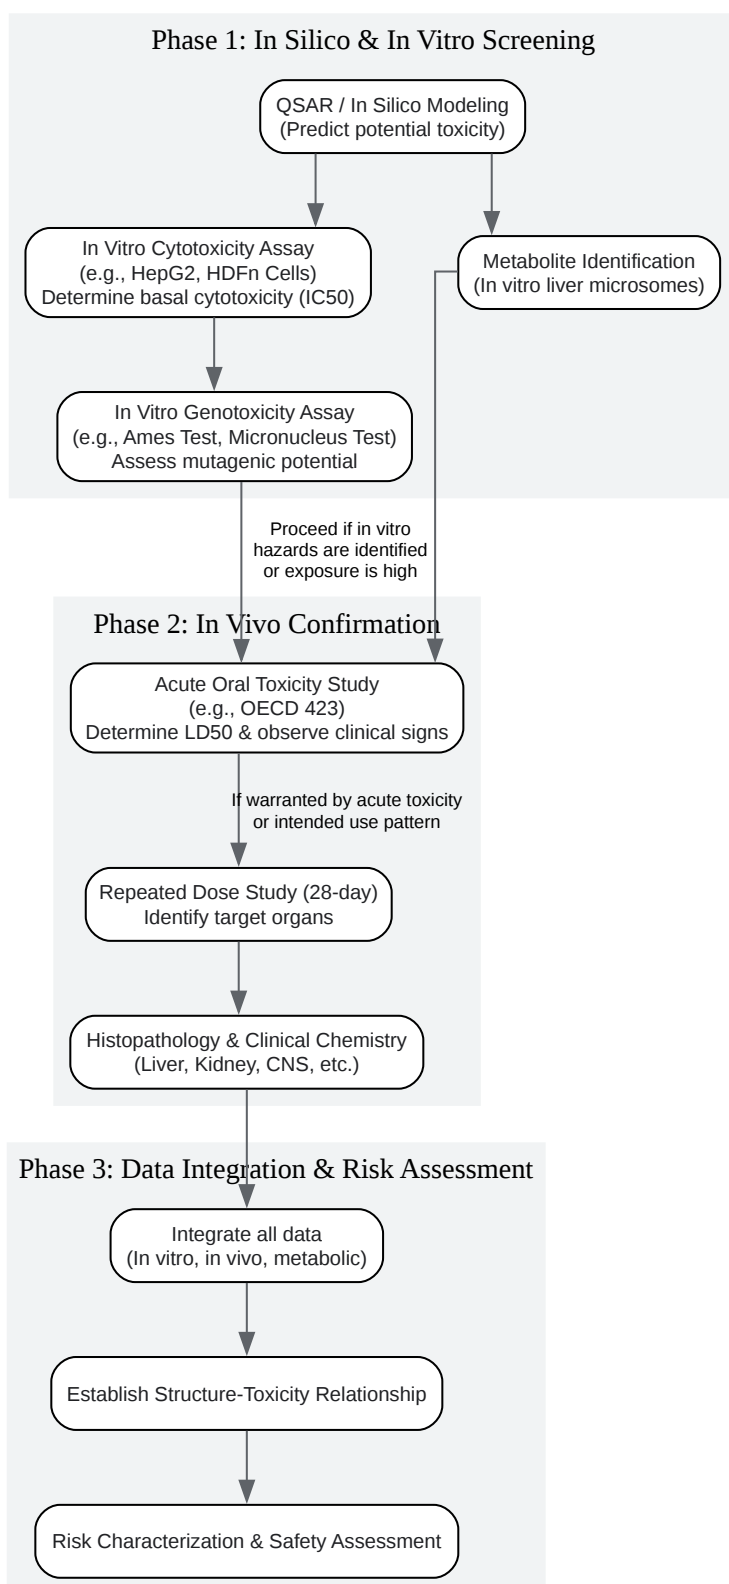 Phase 1: In Silico & In Vitro Screening
QSAR / In Silico Modeling
(Predict potential toxicity)
In Vitro Cytotoxicity Assay
(e.g., HepG2, HDFn Cells)
Determine basal cytotoxicity (IC50)
Metabolite Identification
(In vitro liver microsomes)
In Vitro Genotoxicity Assay
(e.g., Ames Test, Micronucleus Test)
Assess mutagenic potential
Proceed if in vitro
hazards are identified
or exposure is high
Phase 2: In Vivo Confirmation
Acute Oral Toxicity Study
(e.g., OECD 423)
Determine LD50 & observe clinical signs
If warranted by acute toxicity
or intended use pattern
Repeated Dose Study (28-day)
Identify target organs
Histopathology & Clinical Chemistry
(Liver, Kidney, CNS, etc.)
Phase 3: Data Integration & Risk Assessment
Integrate all data
(In vitro, in vivo, metabolic)
Establish Structure-Toxicity Relationship
Risk Characterization & Safety Assessment